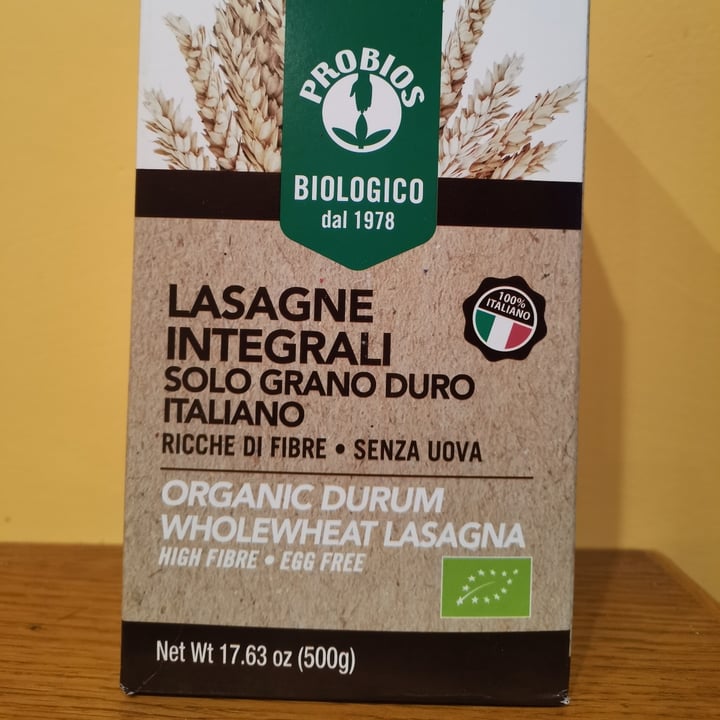 PROBIOS
BIOLOGICO
dal 1978
LASAGNE
INTEGRALI
100%
ITALIANO
SOLO GRANO DURO
ITALIANO
RICCHE DI FIBRE • SENZA UOVA
ORGANIC DURUM
WHOLEWHEAT LASAGNA
HIGH FIBRE • EGG FREE
Net Wt 17.63 oz (500g)